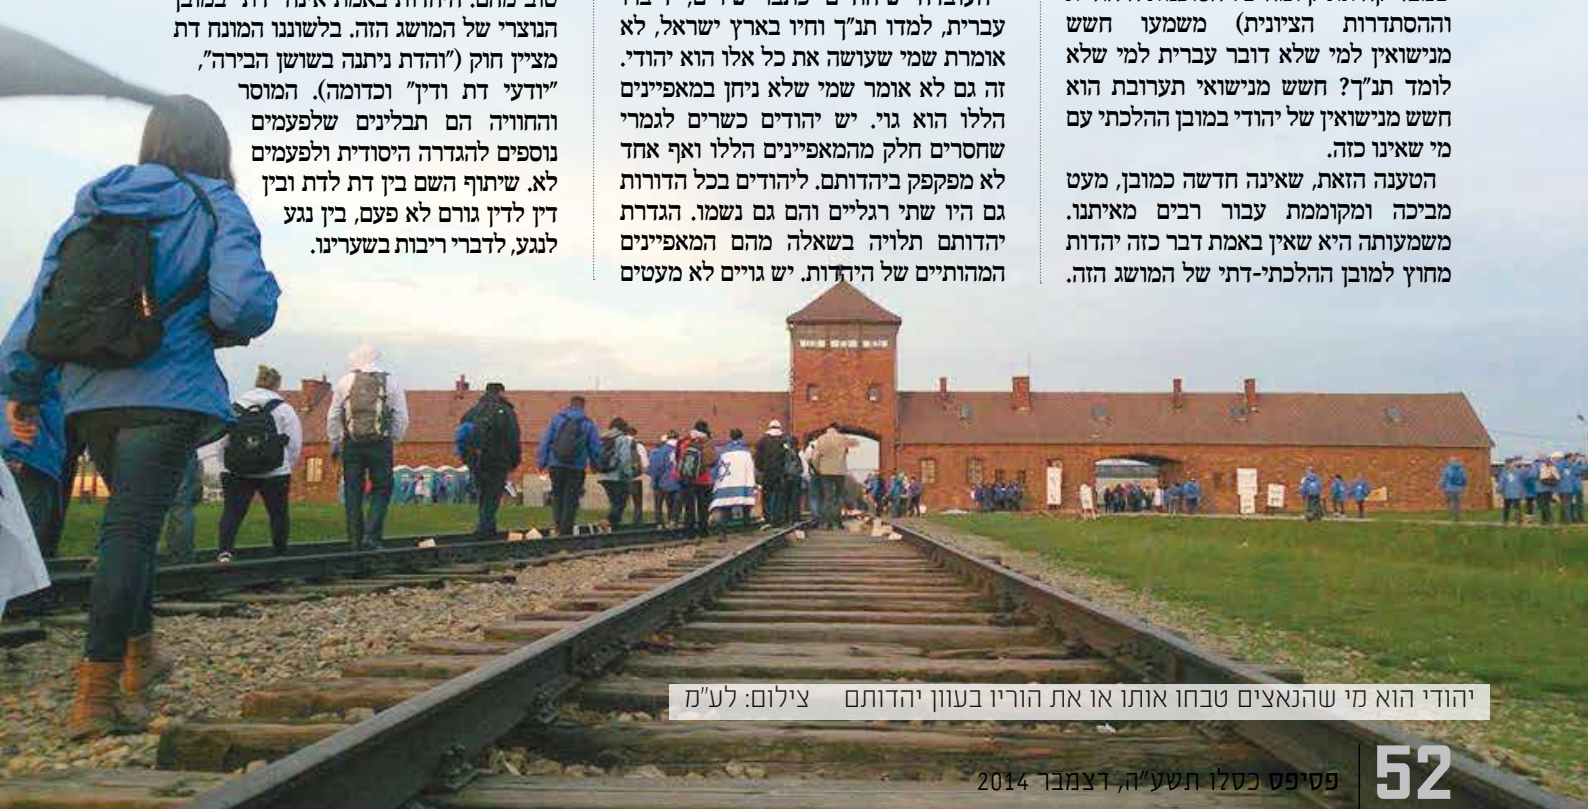 וההסתדרות הציונית) משמעו חשש
מנישואין למי שלא דובר עברית למי שלא
לומד תנ״ך? חשש מנישואי תערובת הוא
חשש מנישואין של יהודי במובן ההלכתי עם
מי שאינו כזה.
הטענה הזאת, שאינה חדשה כמובן, מעט
מביכה ומקוממת עבור רבים מאיתנו.
משמעותה היא שאין באמת דבר כזה יהדות
מחוץ למובן ההלכתי-דתי של המושג הזה.
עברית, למדו תנ״ך וחיו בארץ ישראל, לא
אומרת שמי שעושה את כל אלו הוא יהודי.
זה גם לא אומר שמי שלא ניחן במאפיינים
הללו הוא גוי. יש יהודים כשרים לגמרי
שחסרים חלק מהמאפיינים הללו ואף אחד
לא מפקפק ביהדותם. ליהודים בכל הדורות
גם היו שתי רגליים והם גם נשמו. הגדרת
יהדותם תלויה בשאלה מהם המאפיינים
המהותיים של היהדות. יש גויים לא מעטים
הנוצרי של המושג הזה. בלשוננו המונח דת
מציין חוק (״והדת ניתנה בשושן הבירה״,
״יודעי דת ודין״ וכדומה). המוסר
והחוויה הם תבלינים שלפעמים
נוספים להגדרה היסודית ולפעמים
לא. שיתוף השם בין דת לדת ובין
דין לדין גורם לא פעם, בין נגע
לנגע, לדברי ריבות בשערינו.
יהודי הוא מי שהנאצים טבחו אותו או את הוריו בעוון יהדותם צילום: לע״מ
52 פסיפס כסלו תשע״ה, דצמבר 2014